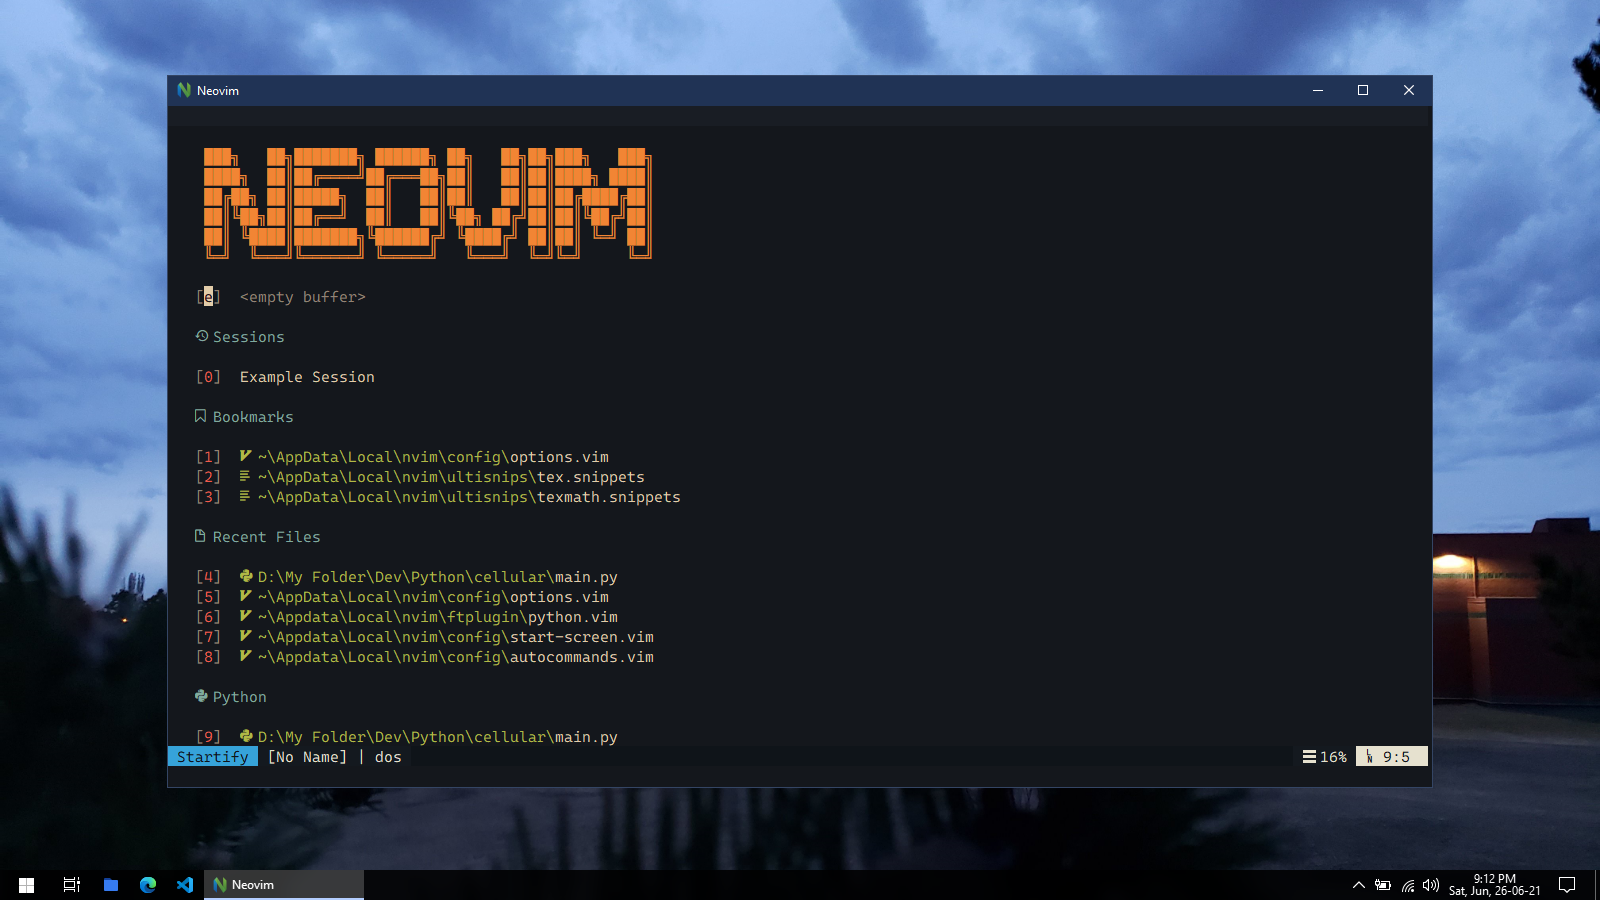 Neovim
NEOVIM
[e] <empty buffer>
Sessions
[0] Example Session
Bookmarks
[1] ~\AppData\Local\nvim\config\options.vim
[2] ~\AppData\Local\nvim\ultisnips\tex.snippets
[3] ~\AppData\Local\nvim\ultisnips\texmath.snippets
Recent Files
[4] D:\My Folder\Dev\Python\cellular\main.py
[5] ~\AppData\Local\nvim\config\options.vim
[6] ~\Appdata\Local\nvim\ftplugin\python.vim
[7] ~\Appdata\Local\nvim\config\start-screen.vim
[8] ~\Appdata\Local\nvim\config\autocommands.vim
Python
[9] D:\My Folder\Dev\Python\cellular\main.py
Startify [No Name] | dos 16% LN 9:5
Neovim 9:12 PM
Sat, Jun, 26-06-21